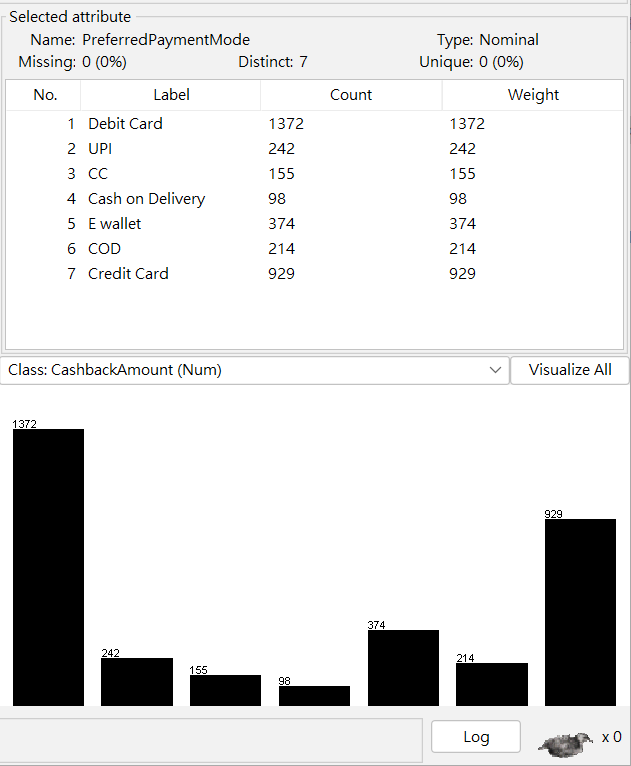 Selected attribute
Name: PreferredPaymentMode Type: Nominal
Missing: 0 (0%) Distinct: 7 Unique: 0 (0%)
No. Label Count Weight
1 Debit Card 1372 1372
2 UPI 242 242
3 CC 155 155
4 Cash on Delivery 98 98
5 E wallet 374 374
6 COD 214 214
7 Credit Card 929 929
Class: CashbackAmount (Num) Visualize All
1372
929
374
242
214
155
98
Log x 0